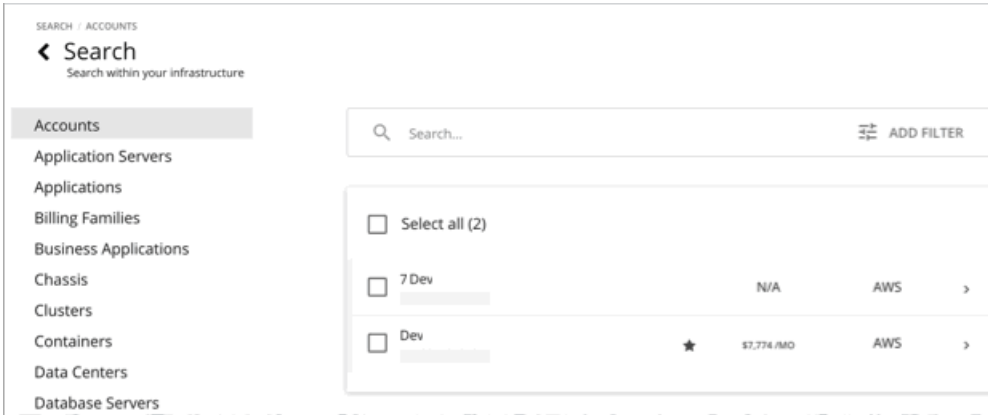 SEARCH / ACCOUNTS
Search
Search within your infrastructure
Accounts
Application Servers
Applications
Billing Families
Business Applications
Chassis
Clusters
Containers
Data Centers
Database Servers
Search...
ADD FILTER
Select all (2)
7 Dev
N/A
AWS
Dev
$7,774 /MO
AWS